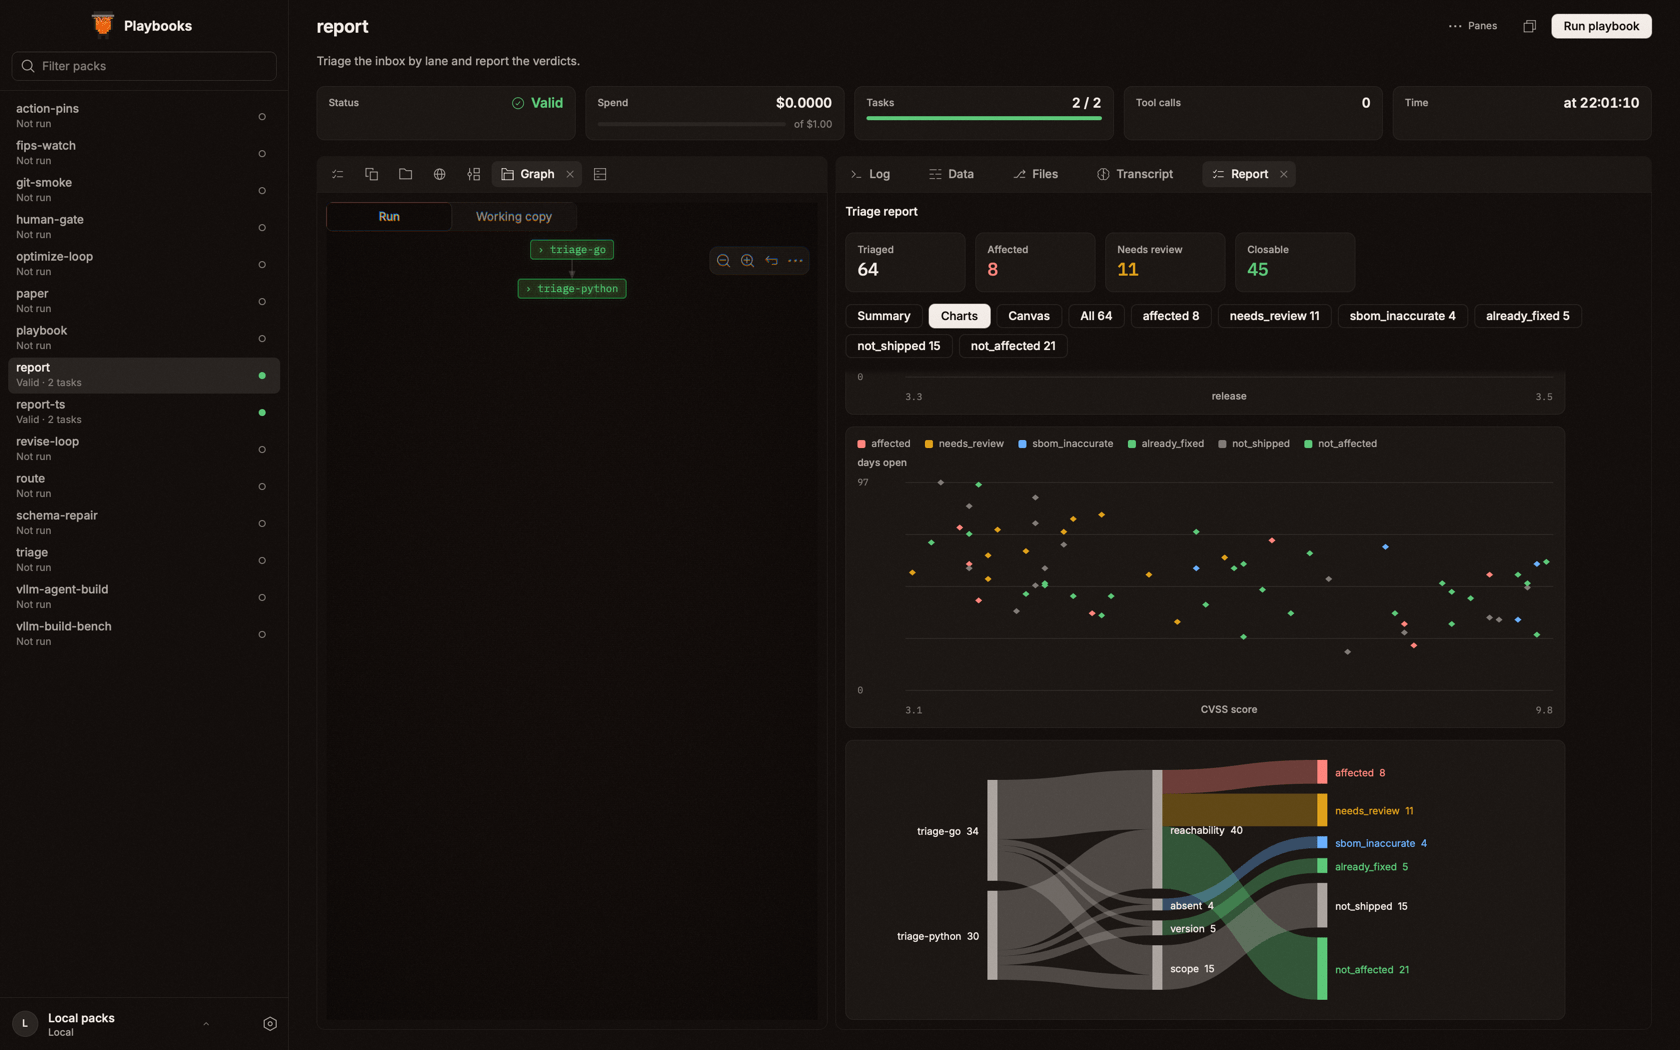 Playbooks
Filter packs
action-pins
Not run
fips-watch
Not run
git-smoke
Not run
human-gate
Not run
optimize-loop
Not run
paper
Not run
playbook
Not run
report
Valid · 2 tasks
report-ts
Valid · 2 tasks
revise-loop
Not run
route
Not run
schema-repair
Not run
triage
Not run
vllm-agent-build
Not run
vllm-build-bench
Not run
L
Local packs
Local
report
Panes
Run playbook
Triage the inbox by lane and report the verdicts.
Status
Valid
Spend
$0.0000
of $1.00
Tasks
2 / 2
Tool calls
0
Time
at 22:01:10
Graph
Run
Working copy
› triage-go
› triage-python
Log
Data
Files
Transcript
Report
Triage report
Triaged
64
Affected
8
Needs review
11
Closable
45
Summary
Charts
Canvas
All 64
affected 8
needs_review 11
sbom_inaccurate 4
already_fixed 5
not_shipped 15
not_affected 21
0
3.3
release
3.5
affected
needs_review
sbom_inaccurate
already_fixed
not_shipped
not_affected
days open
97
0
3.1
CVSS score
9.8
triage-go 34
triage-python 30
reachability 40
absent 4
version 5
scope 15
affected 8
needs_review 11
sbom_inaccurate 4
already_fixed 5
not_shipped 15
not_affected 21